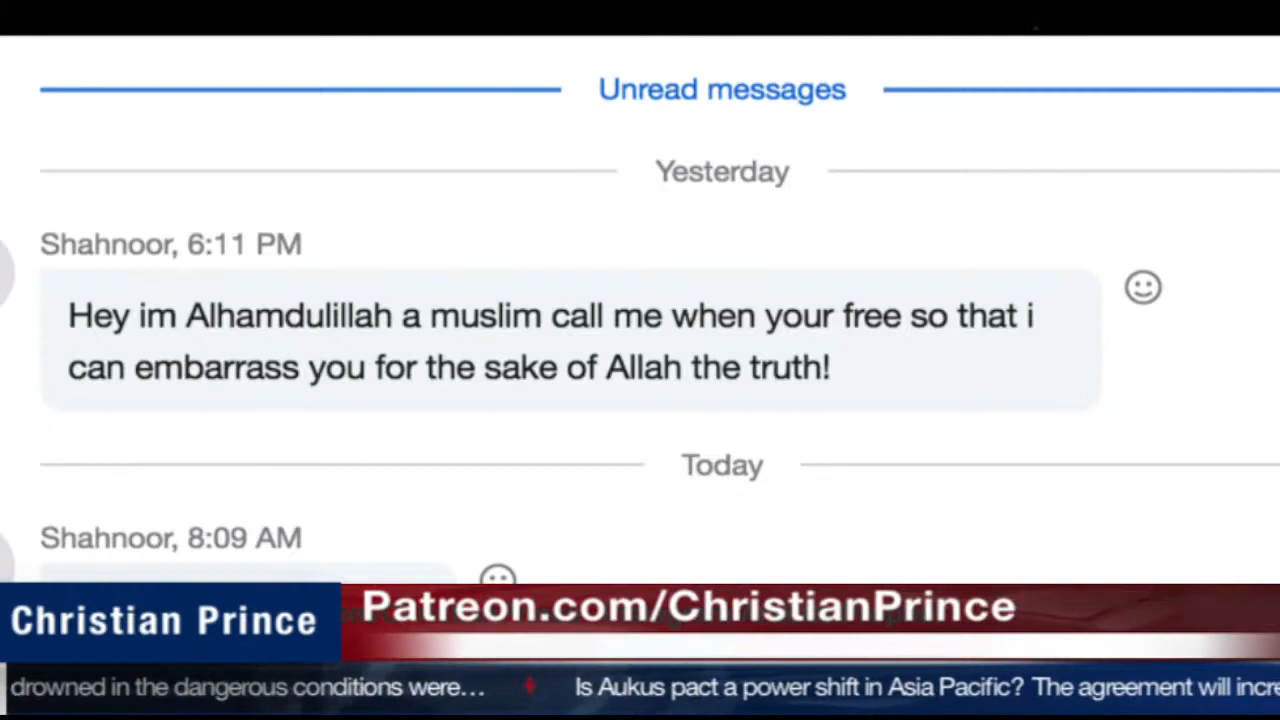 Unread messages
Yesterday
Shahnoor, 6:11 PM
Hey im Alhamdulillah a muslim call me when your free so that i
can embarrass you for the sake of Allah the truth!
Today
Shahnoor, 8:09 AM
Christian Prince
Patreon.com/ChristianPrince
drowned in the dangerous conditions were...
Is Aukus pact a power shift in Asia Pacific? The agreement will incre